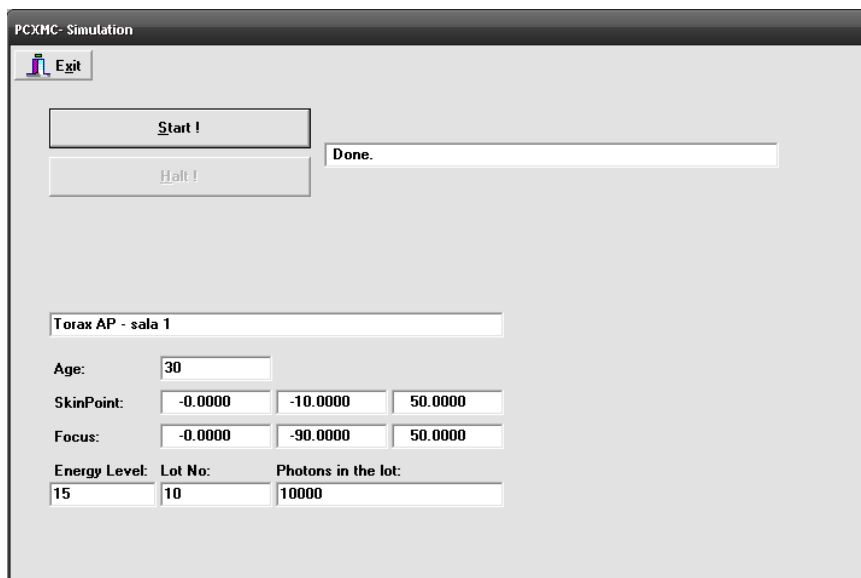 PCXMC- Simulation
Exit
Start !
Done.
Halt !
Torax AP - sala 1
Age: 30
SkinPoint: -0.0000 -10.0000 50.0000
Focus: -0.0000 -90.0000 50.0000
Energy Level: Lot No: Photons in the lot:
15 10 10000